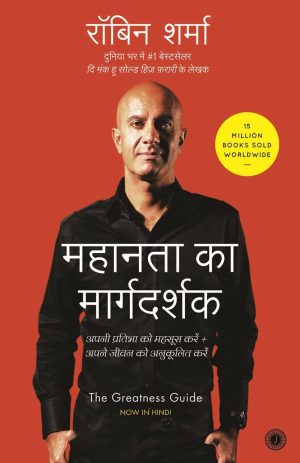 रॉबिन शर्मा
दुनिया भर में #1 बेस्टसेलर
दि मंक हू सोल्ड हिज़ फ़रारी के लेखक
15
MILLION
BOOKS SOLD
WORLDWIDE
महानता का
मार्गदर्शक
अपनी प्रतिभा को महसूस करें +
अपने जीवन को अनुकूलित करें
The Greatness Guide
NOW IN HINDI
J